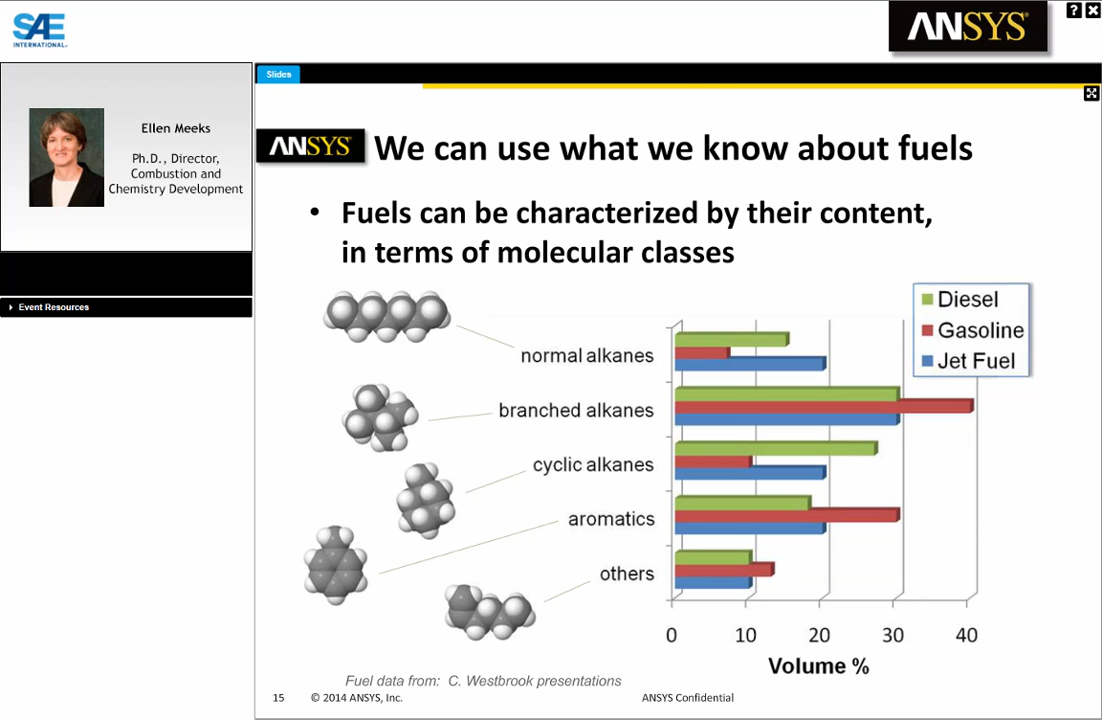 SAE
INTERNATIONAL®
ANSYS®
?
Ellen Meeks
Ph.D., Director,
Combustion and
Chemistry Development
Event Resources
Slides
ANSYS®
We can use what we know about fuels
• Fuels can be characterized by their content,
in terms of molecular classes
Diesel
Gasoline
Jet Fuel
normal alkanes
branched alkanes
cyclic alkanes
aromatics
others
0 10 20 30 40
Volume %
Fuel data from: C. Westbrook presentations
15 © 2014 ANSYS, Inc. ANSYS Confidential